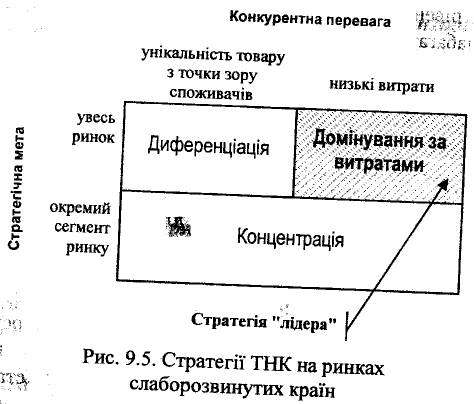 Конкурентна перевага
унікальність товару
з точки зору
споживачів
низькі витрати
Стратегічна мета
увесь
ринок
Диференціація
Домінування за
витратами
окремий
сегмент
ринку
Концентрація
Стратегія "лідера"
Рис. 9.5. Стратегії ТНК на ринках
слаборозвинутих країн